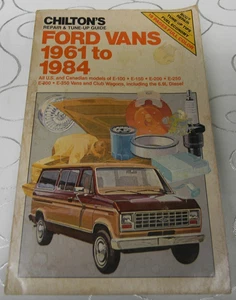 CHILTON'S
REPAIR & TUNE-UP GUIDE
FORD VANS
1961 to
1984
All U.S. and Canadian models of E-100 • E-150 • E-200 • E-250
E-300 • E-350 Vans and Club Wagons, including the 6.9L Diesel